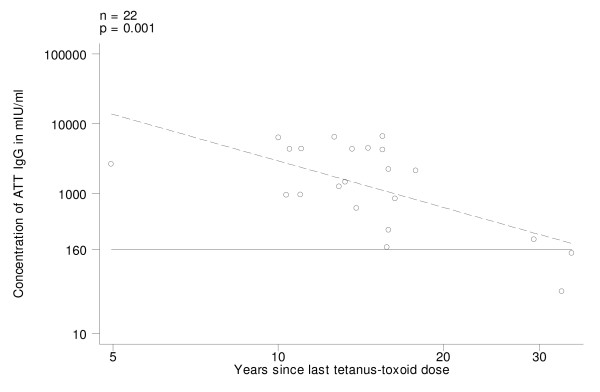 n = 22
p = 0.001
100000
10000
1000
160
10
Concentration of ATT IgG in mIU/ml
5 10 20 30
Years since last tetanus-toxoid dose